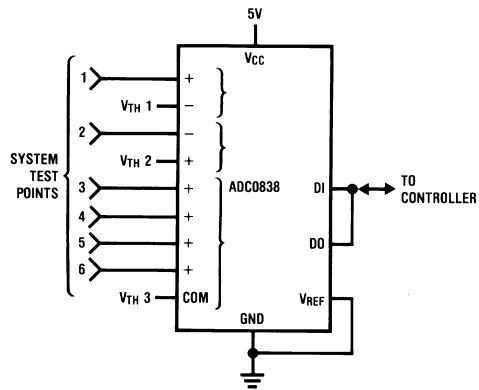 5V
VCC
1
+
VTH 1
−
2
−
VTH 2
+
SYSTEM
TEST
POINTS
3
+
ADC0838
DI
TO
CONTROLLER
4
+
5
+
DO
6
+
VTH 3
COM
VREF
GND